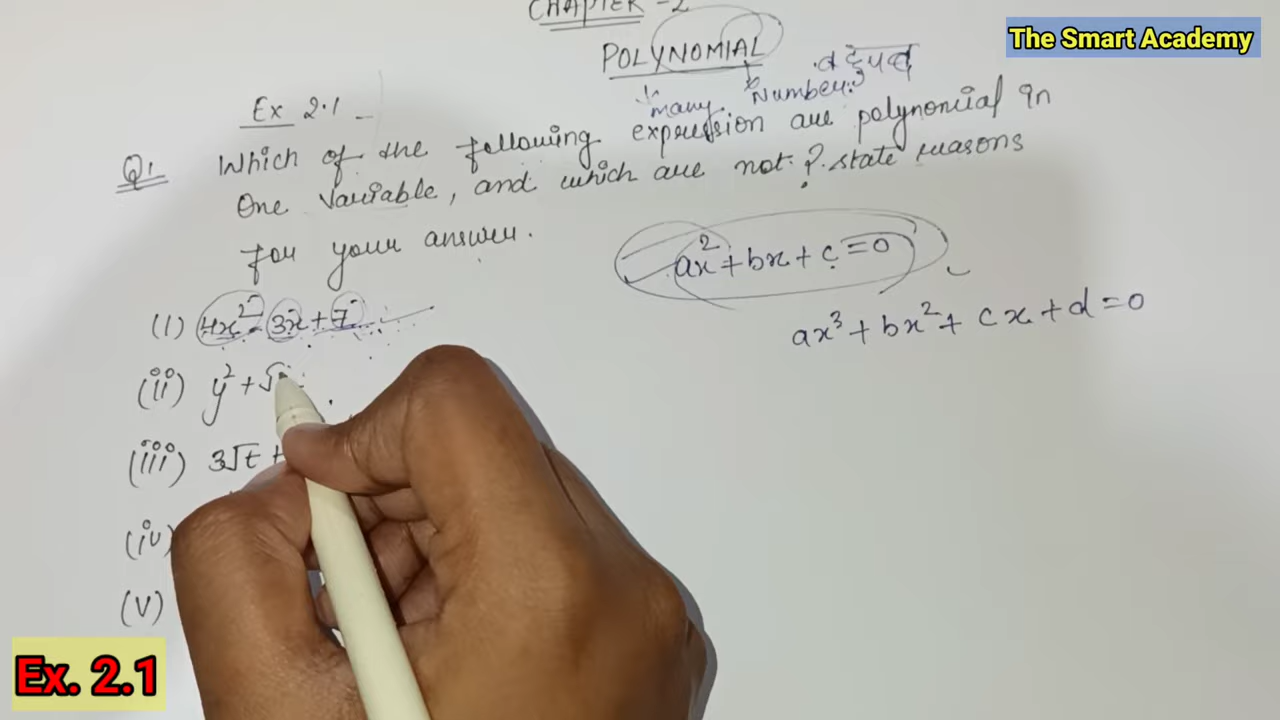 CHAPTER - 2
The Smart Academy
POLYNOMIAL
many Number. बहुपद
Ex 2.1 -
Q1 Which of the following expression are polynomial in
One Variable, and which are not ? state reasons
for your answer.
ax² + bx + c = 0
(i) 4x² - 3x + 7
ax³ + bx² + cx + d = 0
(ii) y² + √
(iii) 3√t +
(iv)
(V)
Ex. 2.1